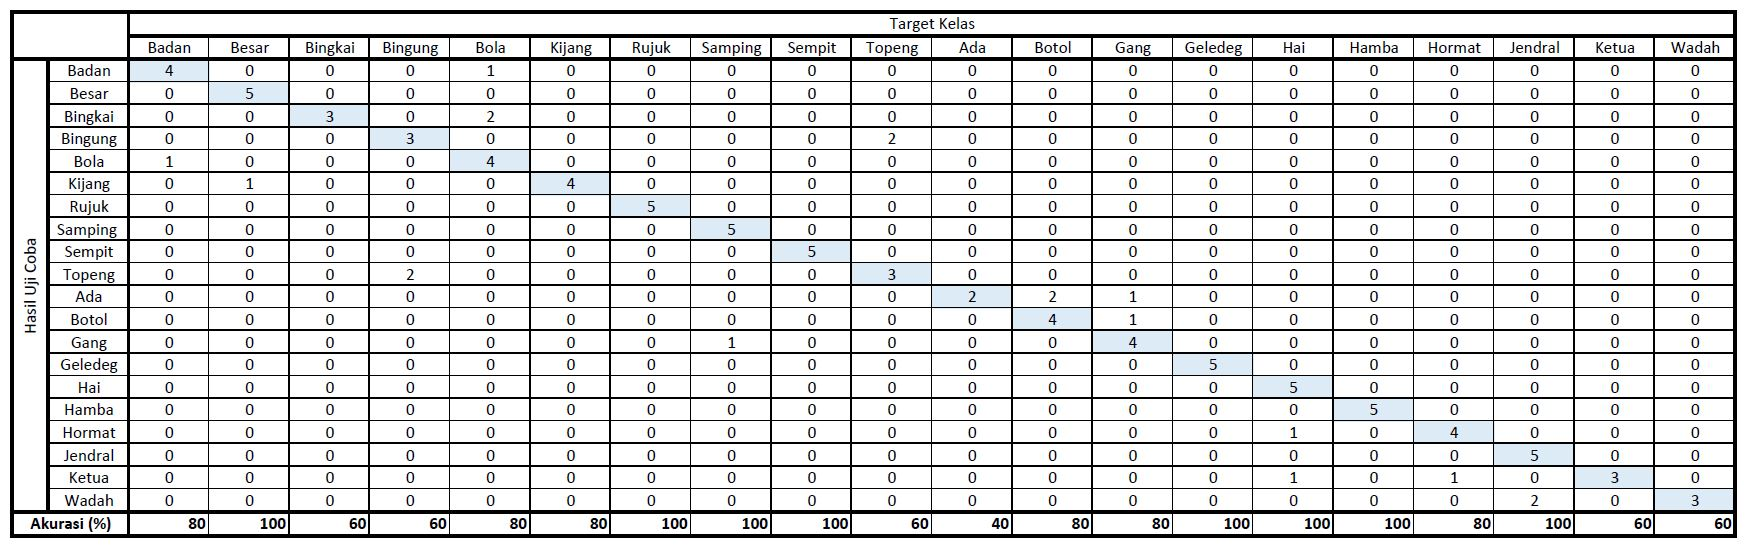 Target Kelas
Badan Besar Bingkai Bingung Bola Kijang Rujuk Samping Sempit Topeng Ada Botol Gang Geledeg Hai Hamba Hormat Jendral Ketua Wadah
Hasil Uji Coba
Badan 4 0 0 0 1 0 0 0 0 0 0 0 0 0 0 0 0 0 0 0
Besar 0 5 0 0 0 0 0 0 0 0 0 0 0 0 0 0 0 0 0 0
Bingkai 0 0 3 0 2 0 0 0 0 0 0 0 0 0 0 0 0 0 0 0
Bingung 0 0 0 3 0 0 0 0 0 2 0 0 0 0 0 0 0 0 0 0
Bola 1 0 0 0 4 0 0 0 0 0 0 0 0 0 0 0 0 0 0 0
Kijang 0 1 0 0 0 4 0 0 0 0 0 0 0 0 0 0 0 0 0 0
Rujuk 0 0 0 0 0 0 5 0 0 0 0 0 0 0 0 0 0 0 0 0
Samping 0 0 0 0 0 0 0 5 0 0 0 0 0 0 0 0 0 0 0 0
Sempit 0 0 0 0 0 0 0 0 5 0 0 0 0 0 0 0 0 0 0 0
Topeng 0 0 0 2 0 0 0 0 0 3 0 0 0 0 0 0 0 0 0 0
Ada 0 0 0 0 0 0 0 0 0 0 2 2 1 0 0 0 0 0 0 0
Botol 0 0 0 0 0 0 0 0 0 0 0 4 1 0 0 0 0 0 0 0
Gang 0 0 0 0 0 0 0 1 0 0 0 0 4 0 0 0 0 0 0 0
Geledeg 0 0 0 0 0 0 0 0 0 0 0 0 0 5 0 0 0 0 0 0
Hai 0 0 0 0 0 0 0 0 0 0 0 0 0 0 5 0 0 0 0 0
Hamba 0 0 0 0 0 0 0 0 0 0 0 0 0 0 0 5 0 0 0 0
Hormat 0 0 0 0 0 0 0 0 0 0 0 0 0 0 1 0 4 0 0 0
Jendral 0 0 0 0 0 0 0 0 0 0 0 0 0 0 0 0 0 5 0 0
Ketua 0 0 0 0 0 0 0 0 0 0 0 0 0 0 1 0 1 0 3 0
Wadah 0 0 0 0 0 0 0 0 0 0 0 0 0 0 0 0 0 2 0 3
Akurasi (%) 80 100 60 60 80 80 100 100 100 60 40 80 80 100 100 100 80 100 60 60